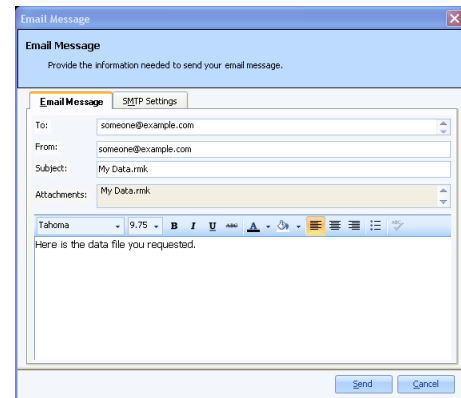 Email Message
Email Message
Provide the information needed to send your email message.
Email Message SMTP Settings
To: someone@example.com
From: someone@example.com
Subject: My Data.rmk
Attachments: My Data.rmk
Tahoma 9.75 B I U ABC A
Here is the data file you requested.
Send Cancel